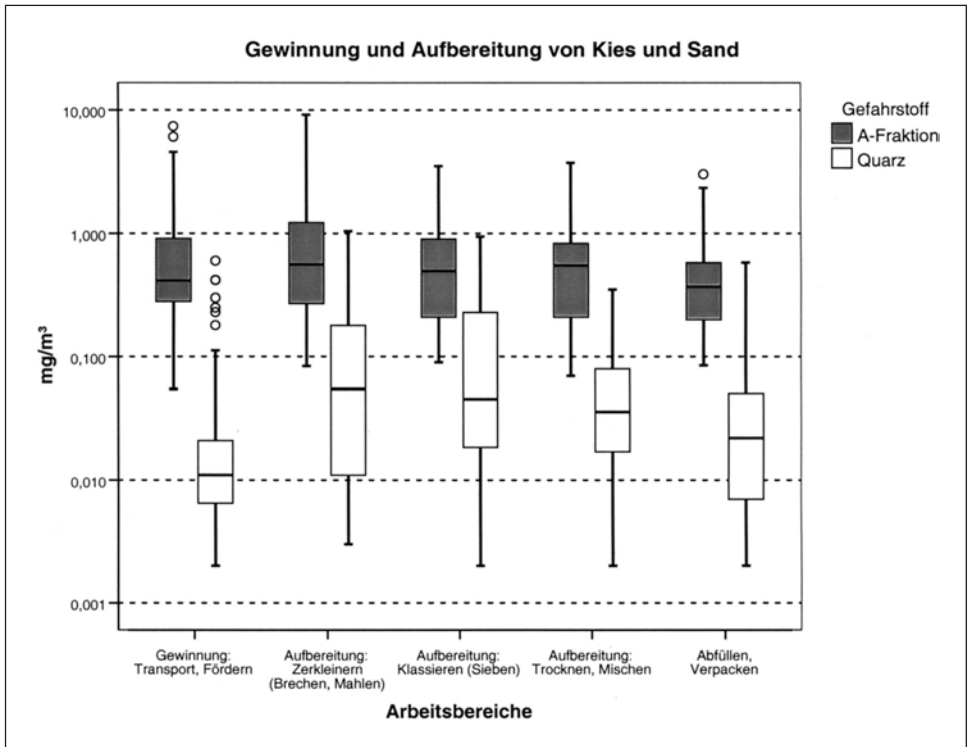 Gewinnung und Aufbereitung von Kies und Sand
10,000
1,000
0,100
0,010
0,001
mg/m³
Gefahrstoff
A-Fraktion
Quarz
Gewinnung:
Transport, Fördern
Aufbereitung:
Zerkleinern
(Brechen, Mahlen)
Aufbereitung:
Klassieren (Sieben)
Aufbereitung:
Trocknen, Mischen
Abfüllen,
Verpacken
Arbeitsbereiche